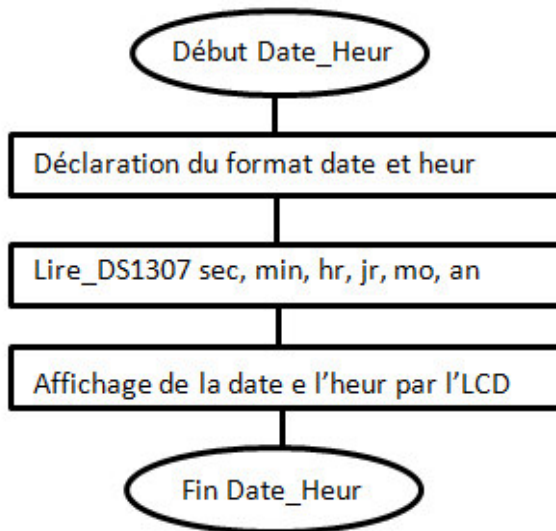 Début Date_Heur
Déclaration du format date et heur
Lire_DS1307 sec, min, hr, jr, mo, an
Affichage de la date e l’heur par l’LCD
Fin Date_Heur